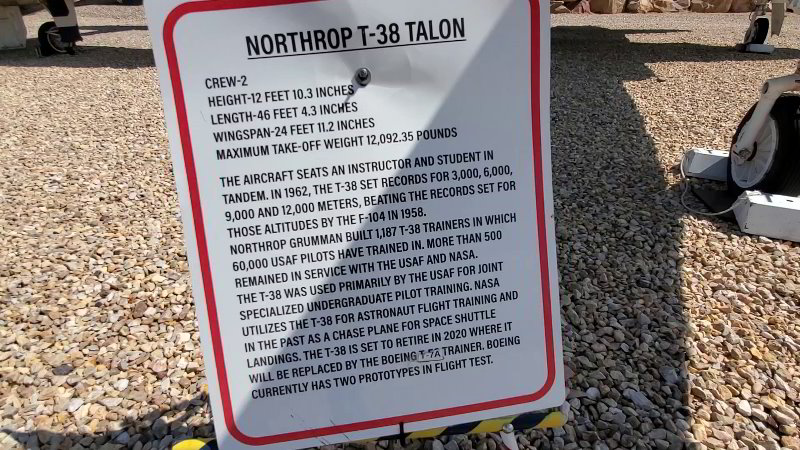 NORTHROP T-38 TALON
CREW-2
HEIGHT-12 FEET 10.3 INCHES
LENGTH-46 FEET 4.3 INCHES
WINGSPAN-24 FEET 11.2 INCHES
MAXIMUM TAKE-OFF WEIGHT 12,092.35 POUNDS
THE AIRCRAFT SEATS AN INSTRUCTOR AND STUDENT IN
TANDEM. IN 1962, THE T-38 SET RECORDS FOR 3,000, 6,000,
9,000 AND 12,000 METERS, BEATING THE RECORDS SET FOR
THOSE ALTITUDES BY THE F-104 IN 1958.
NORTHROP GRUMMAN BUILT 1,187 T-38 TRAINERS IN WHICH
60,000 USAF PILOTS HAVE TRAINED IN. MORE THAN 500
REMAINED IN SERVICE WITH THE USAF AND NASA.
THE T-38 WAS USED PRIMARILY BY THE USAF FOR JOINT
SPECIALIZED UNDERGRADUATE PILOT TRAINING. NASA
UTILIZES THE T-38 FOR ASTRONAUT FLIGHT TRAINING AND
IN THE PAST AS A CHASE PLANE FOR SPACE SHUTTLE
LANDINGS. THE T-38 IS SET TO RETIRE IN 2020 WHERE IT
WILL BE REPLACED BY THE BOEING T-7A TRAINER. BOEING
CURRENTLY HAS TWO PROTOTYPES IN FLIGHT TEST.